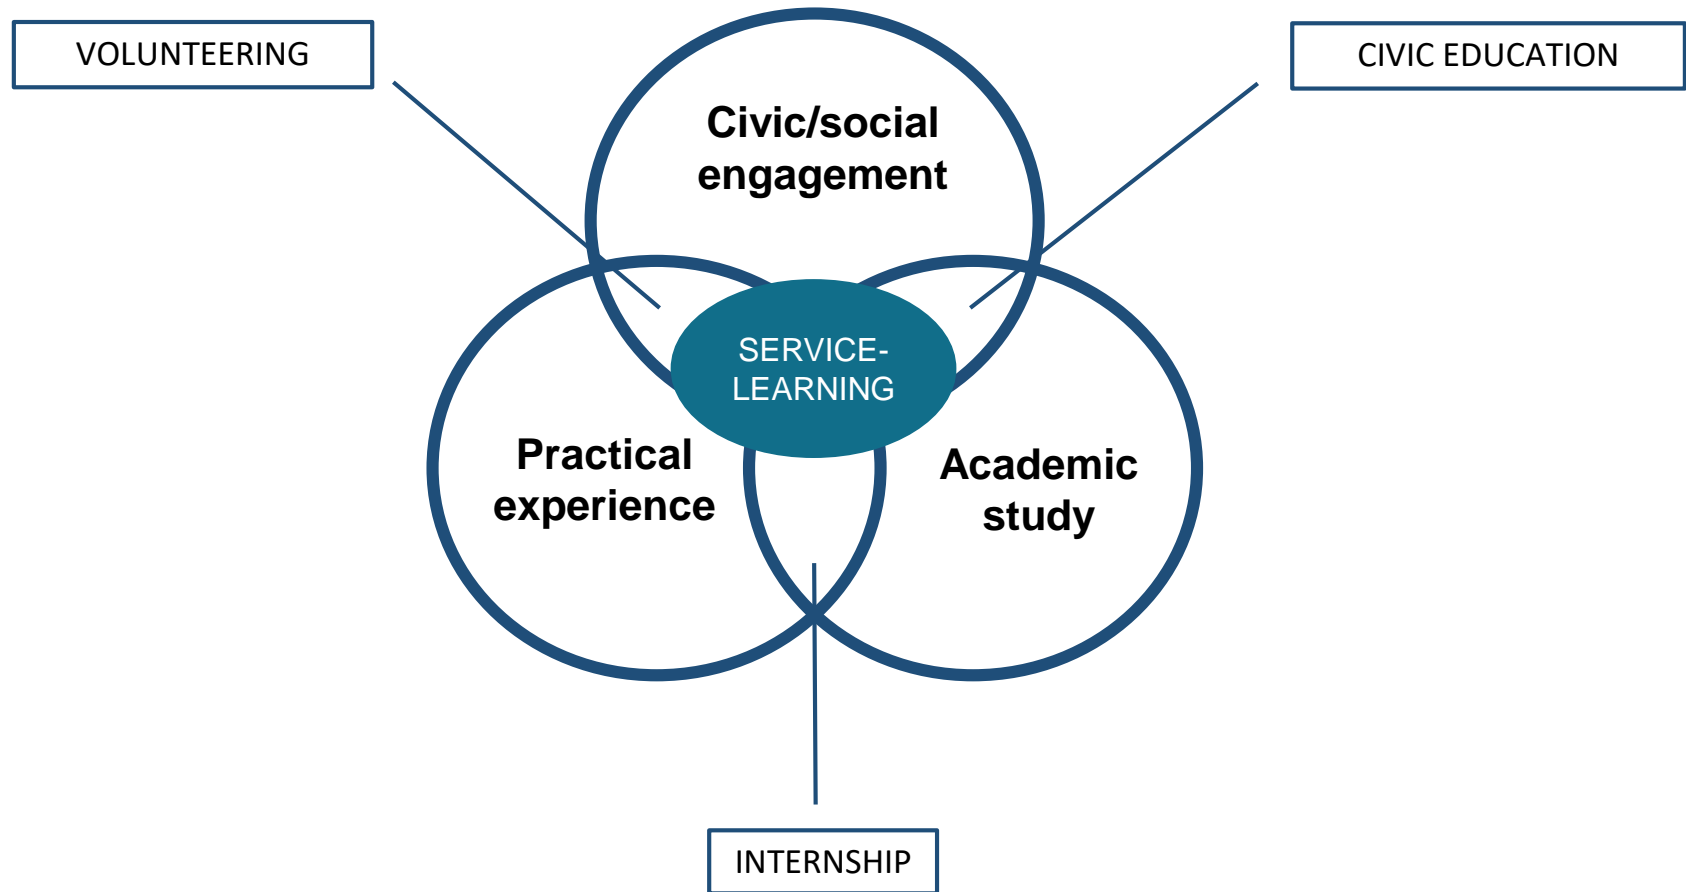 VOLUNTEERING
CIVIC EDUCATION
Civic/social
engagement
SERVICE-
LEARNING
Practical
experience
Academic
study
INTERNSHIP